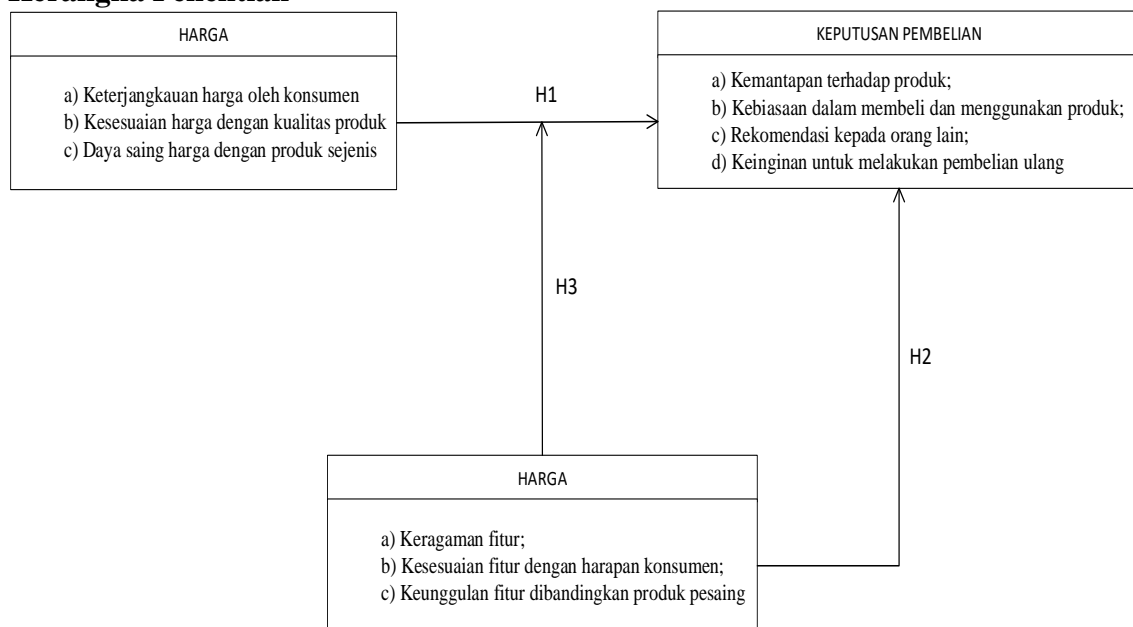 HARGA
a) Keterjangkauan harga oleh konsumen
b) Kesesuaian harga dengan kualitas produk
c) Daya saing harga dengan produk sejenis
H1
KEPUTUSAN PEMBELIAN
a) Kemantapan terhadap produk;
b) Kebiasaan dalam membeli dan menggunakan produk;
c) Rekomendasi kepada orang lain;
d) Keinginan untuk melakukan pembelian ulang
H3
H2
HARGA
a) Keragaman fitur;
b) Kesesuaian fitur dengan harapan konsumen;
c) Keunggulan fitur dibandingkan produk pesaing